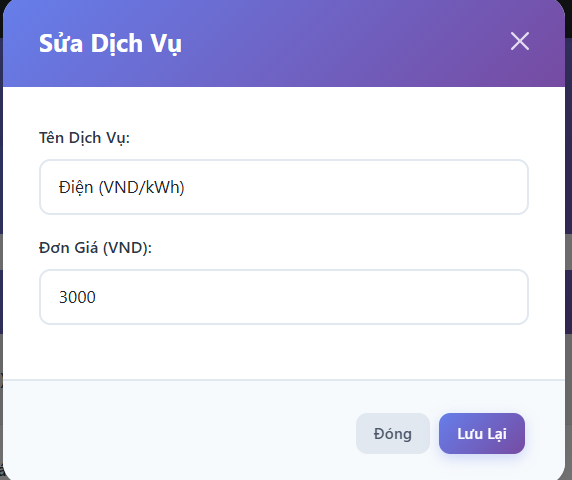 Sửa Dịch Vụ
Tên Dịch Vụ:
Điện (VND/kWh)
Đơn Giá (VND):
3000
Đóng Lưu Lại